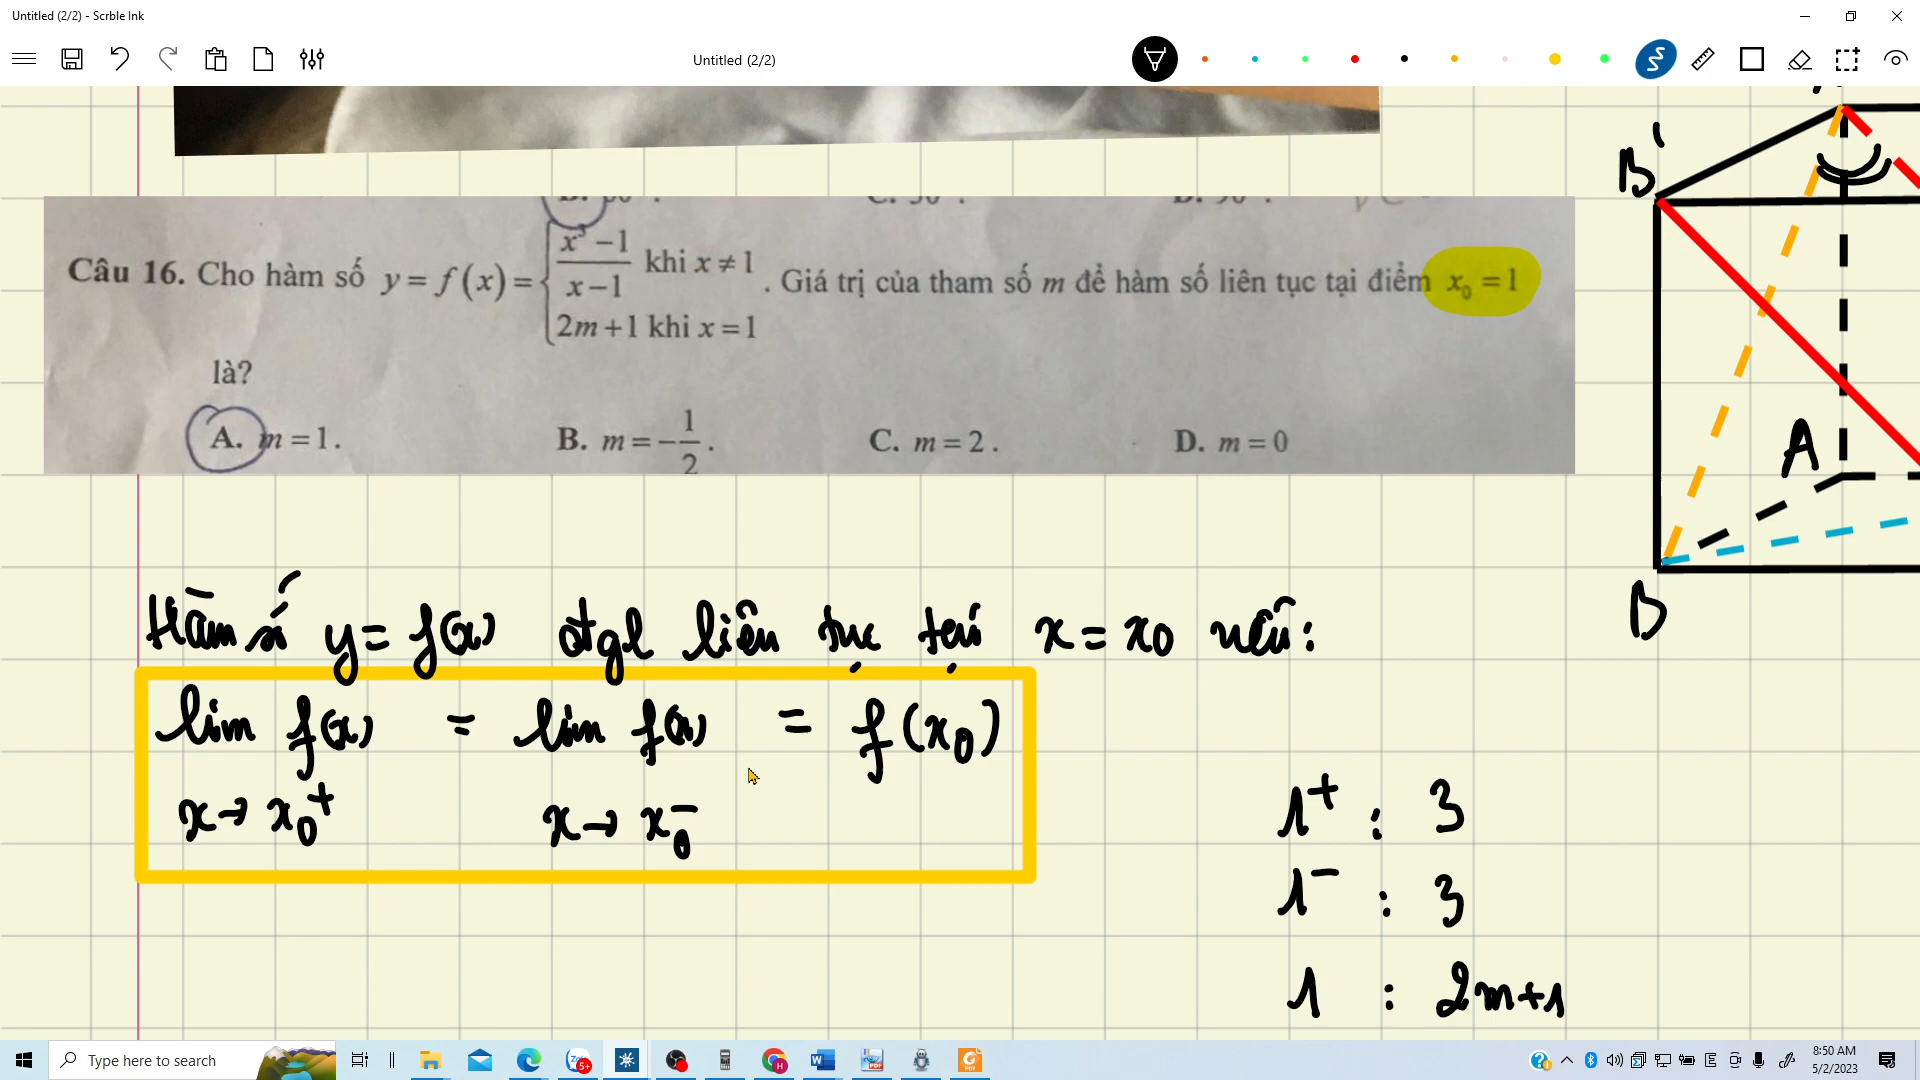 Untitled (2/2) - Scrble Ink
Untitled (2/2)
B'
Câu 16. Cho hàm số y = f(x) = { (x³ − 1)/(x − 1) khi x ≠ 1
2m + 1 khi x = 1 . Giá trị của tham số m để hàm số liên tục tại điểm x₀ = 1
là?
A. m = 1. B. m = −1/2. C. m = 2. D. m = 0
A
B
Hàm số y = f(x) đtgl liên tục tại x = x0 nếu:
lim f(x) = lim f(x) = f(x0)
x → x0+ x → x0-
1+ : 3
1- : 3
1 : 2m+1
Type here to search
8:50 AM
5/2/2023